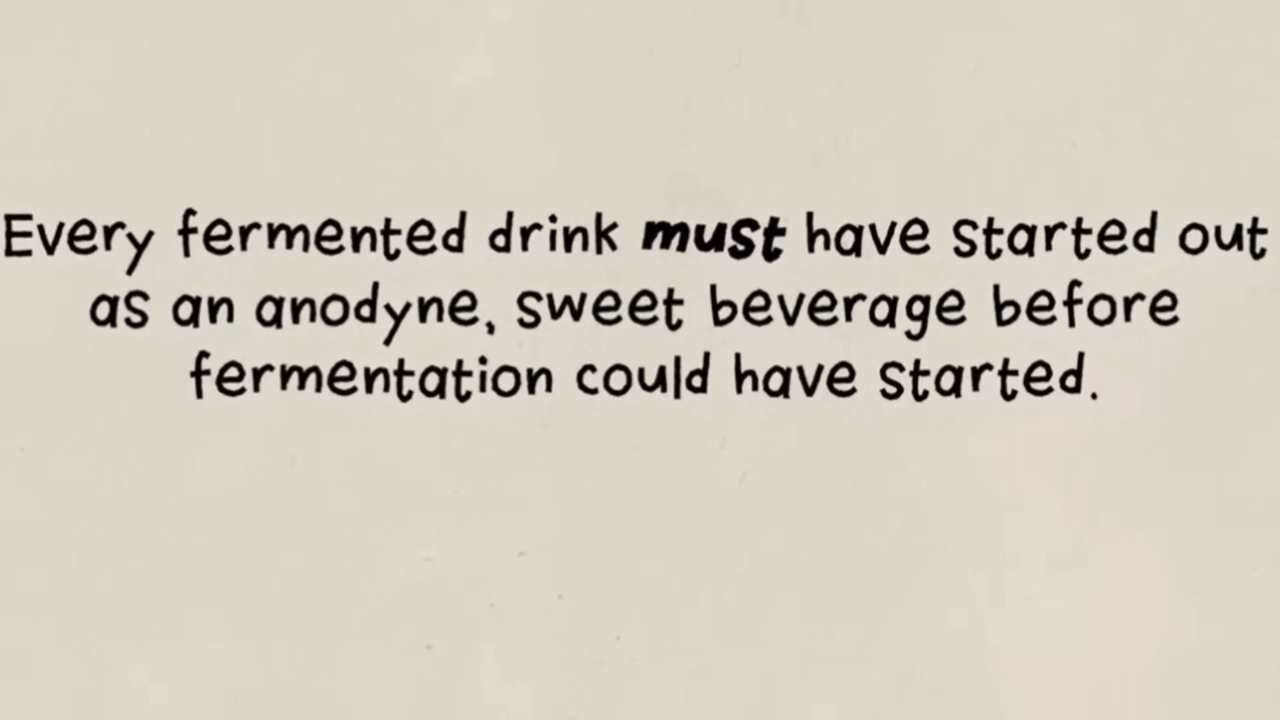 Every fermented drink must have started out
as an anodyne, sweet beverage before
fermentation could have started.